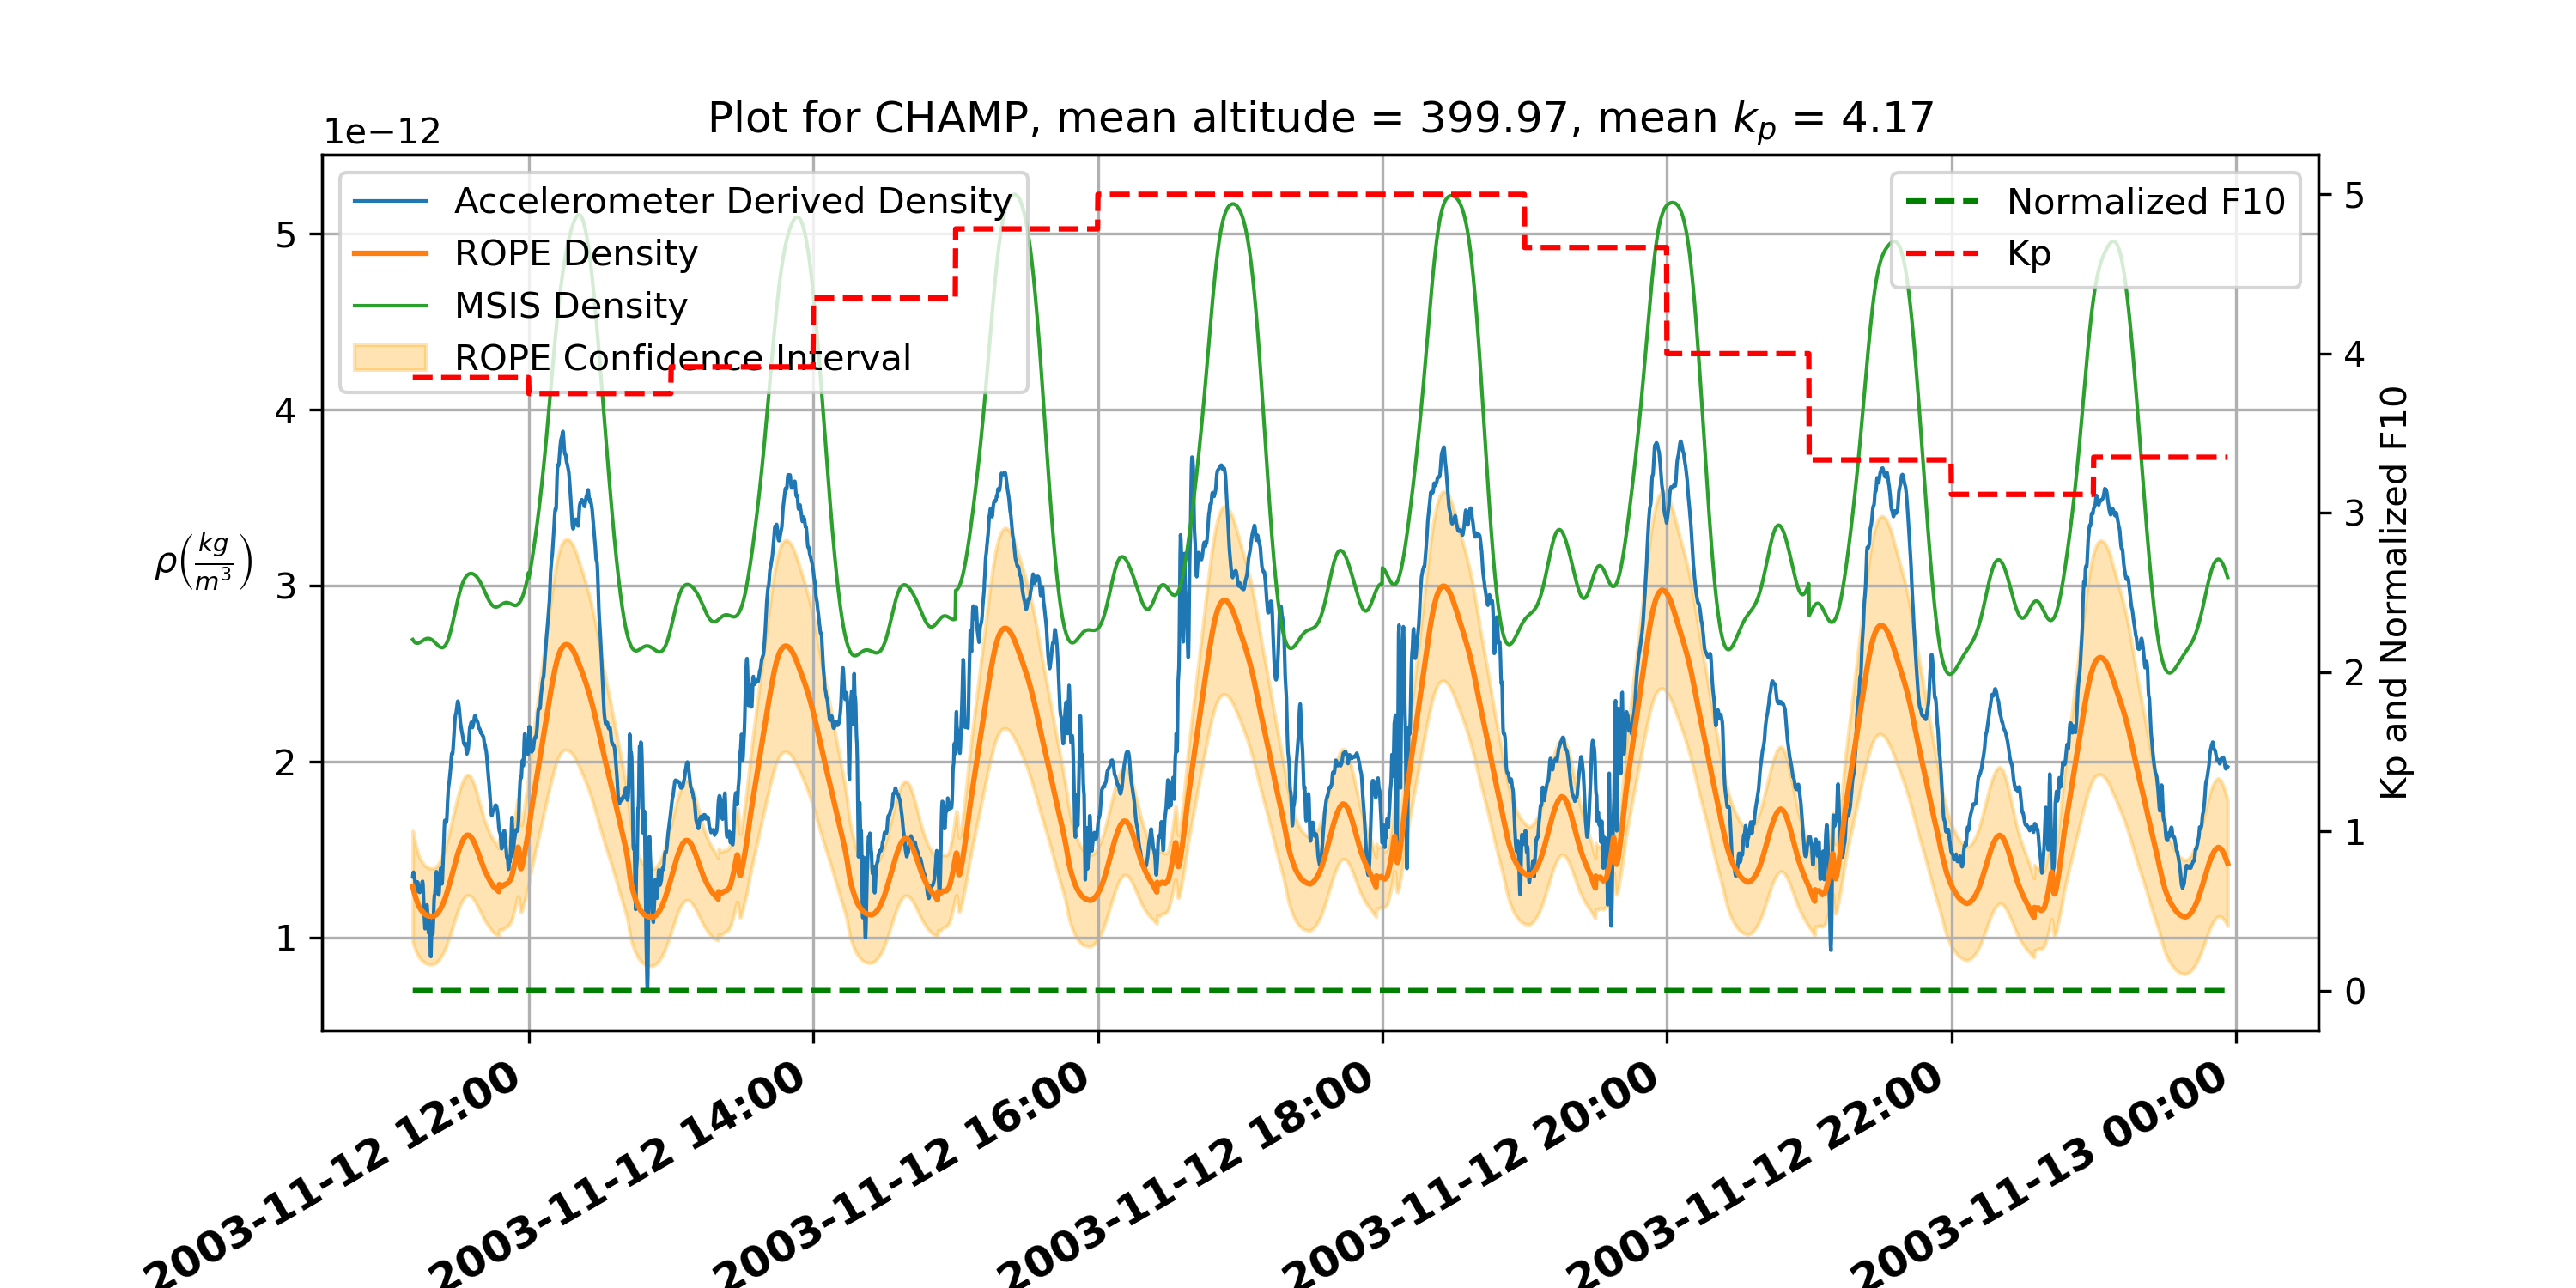 Plot for CHAMP, mean altitude = 399.97, mean kₚ = 4.17
1e−12
Accelerometer Derived Density
ROPE Density
MSIS Density
ROPE Confidence Interval
Normalized F10
Kp
5
4
3
2
1
ρ(kg/m³)
5
4
3
2
1
0
Kp and Normalized F10
2003-11-12 12:00
2003-11-12 14:00
2003-11-12 16:00
2003-11-12 18:00
2003-11-12 20:00
2003-11-12 22:00
2003-11-13 00:00